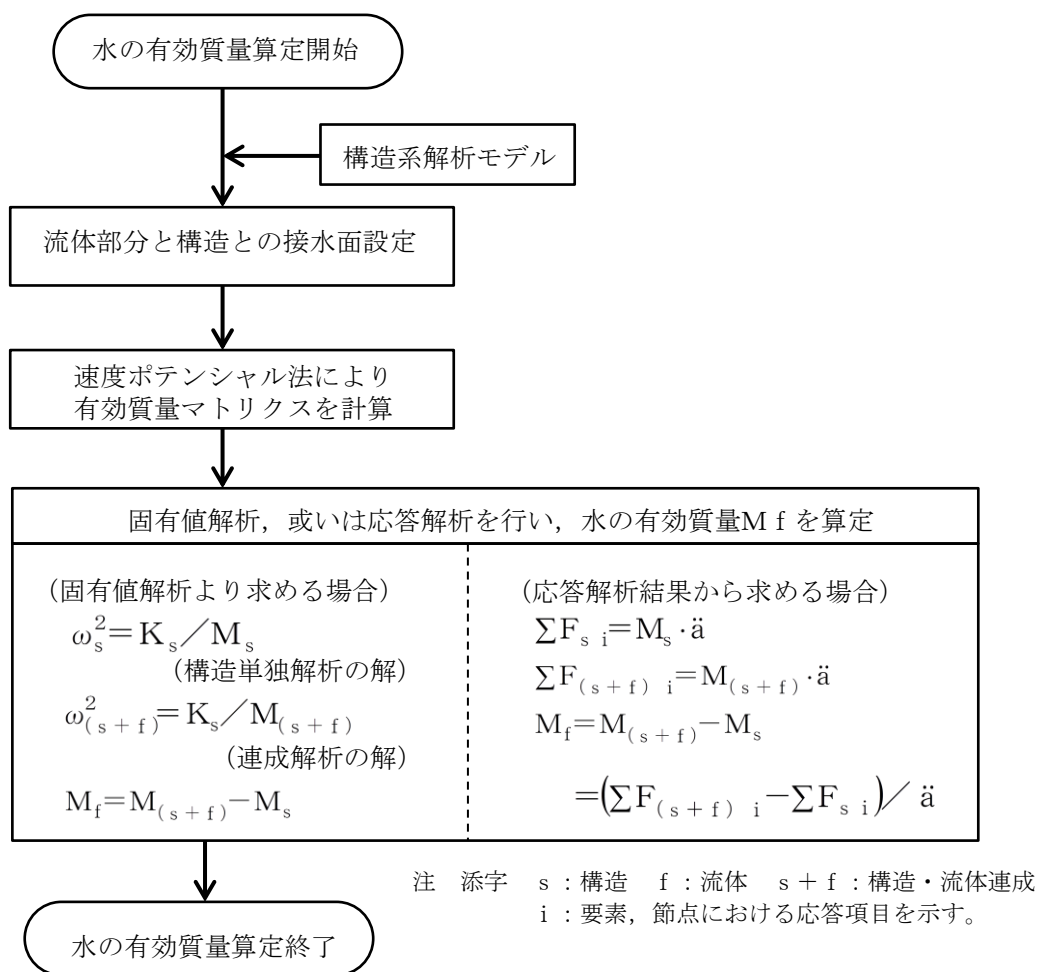 水の有効質量算定開始
構造系解析モデル
流体部分と構造との接水面設定
速度ポテンシャル法により
有効質量マトリクスを計算
固有値解析,或いは応答解析を行い,水の有効質量Mfを算定
(固有値解析より求める場合)
ω_s^2=K_s/M_s
(構造単独解析の解)
ω_(s+f)^2=K_s/M_(s+f)
(連成解析の解)
M_f=M_(s+f)-M_s
(応答解析結果から求める場合)
∑F_s i=M_s・ä
∑F_(s+f) i=M_(s+f)・ä
M_f=M_(s+f)-M_s
=(∑F_(s+f) i-∑F_s i)/ä
注 添字 s:構造 f:流体 s+f:構造・流体連成
i:要素,節点における応答項目を示す。
水の有効質量算定終了